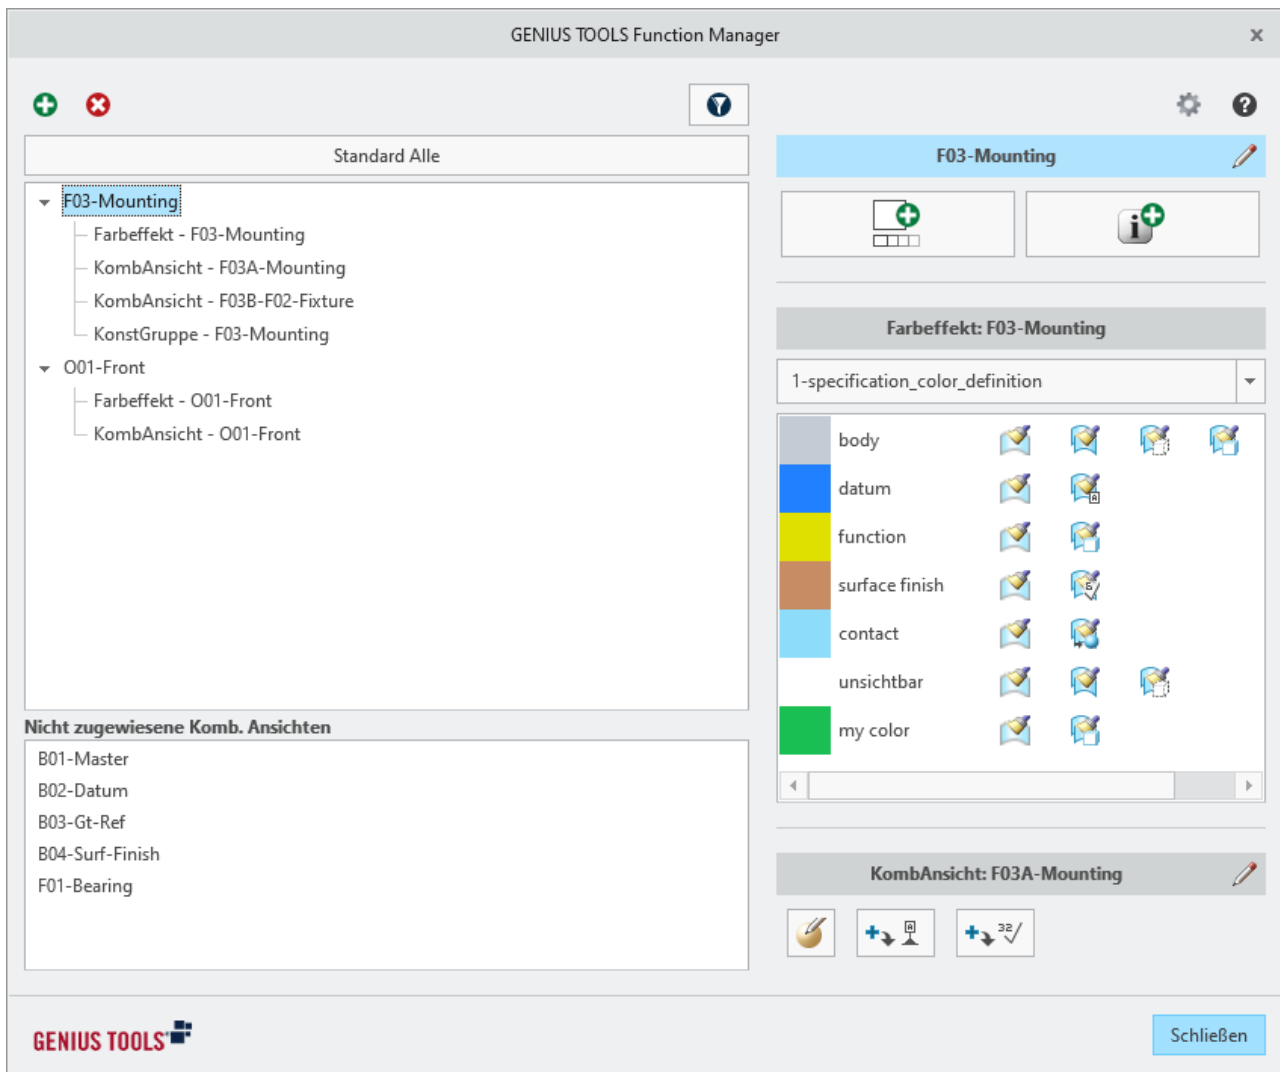 GENIUS TOOLS Function Manager
Standard Alle
F03-Mounting
Farbeffekt - F03-Mounting
KombAnsicht - F03A-Mounting
KombAnsicht - F03B-F02-Fixture
KonstGruppe - F03-Mounting
O01-Front
Farbeffekt - O01-Front
KombAnsicht - O01-Front
Nicht zugewiesene Komb. Ansichten
B01-Master
B02-Datum
B03-Gt-Ref
B04-Surf-Finish
F01-Bearing
F03-Mounting
Farbeffekt: F03-Mounting
1-specification_color_definition
body
datum
function
surface finish
contact
unsichtbar
my color
KombAnsicht: F03A-Mounting
32
GENIUS TOOLS
Schließen